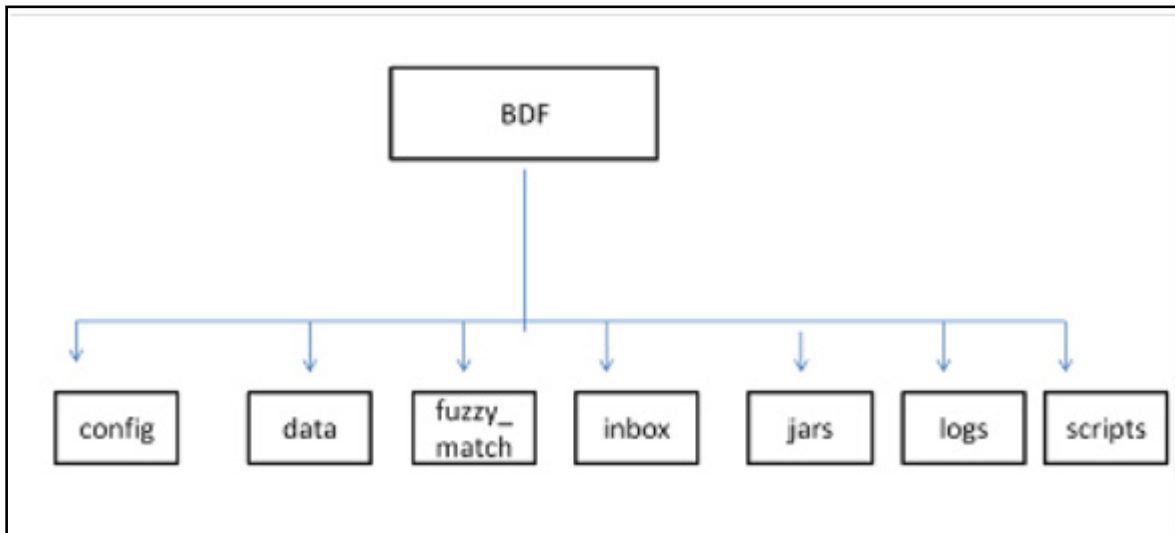 BDF
config
data
fuzzy_
match
inbox
jars
logs
scripts